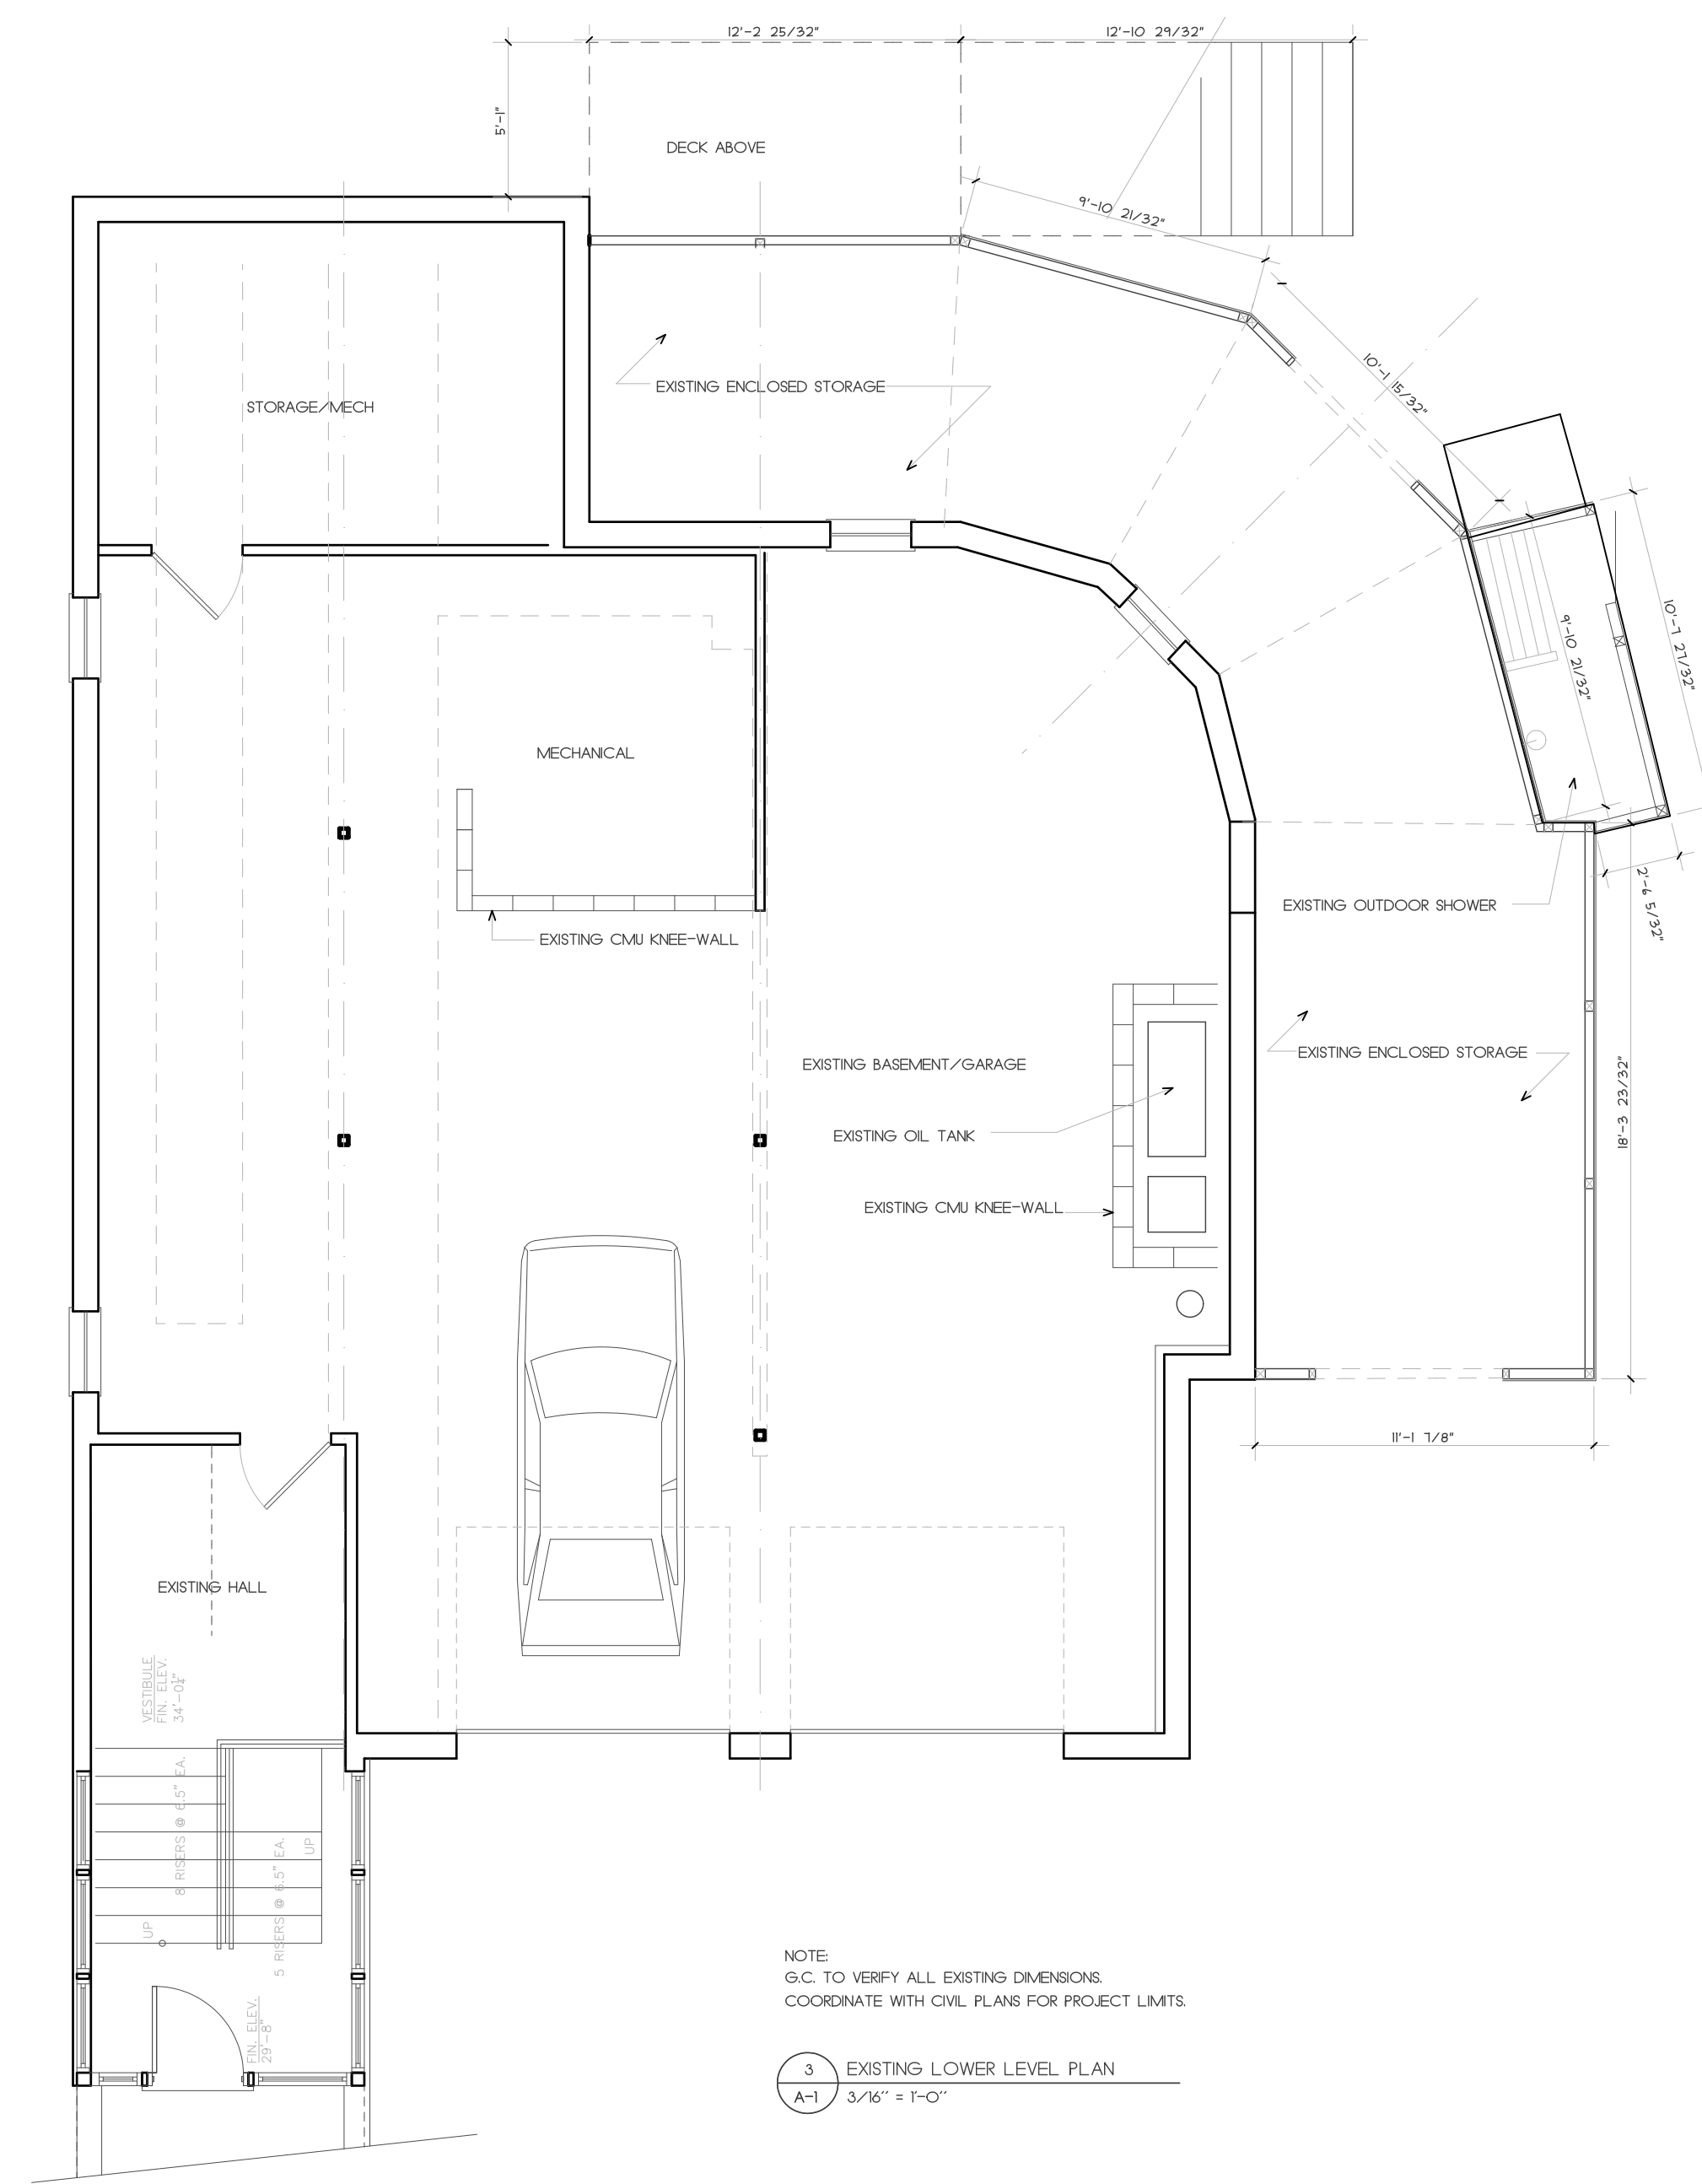 12'-2 25/32"
12'-10 29/32"
5'-1"
DECK ABOVE
9'-10 21/32"
10'-1 15/32"
EXISTING ENCLOSED STORAGE
STORAGE/MECH
9'-10 21/32"
10'-7 27/32"
MECHANICAL
EXISTING OUTDOOR SHOWER
2'-6 5/32"
EXISTING CMU KNEE-WALL
EXISTING ENCLOSED STORAGE
EXISTING BASEMENT/GARAGE
18'-3 23/32"
EXISTING OIL TANK
EXISTING CMU KNEE-WALL
11'-1 7/8"
EXISTING HALL
VESTIBULE
FIN. ELEV.
34'-0¼"
8 RISERS @ 6.5" EA.
UP
5 RISERS @ 6.5" EA.
UP
FIN. ELEV.
29'-8"
NOTE:
G.C. TO VERIFY ALL EXISTING DIMENSIONS.
COORDINATE WITH CIVIL PLANS FOR PROJECT LIMITS.
3 EXISTING LOWER LEVEL PLAN
A-1 3/16'' = 1'-0''